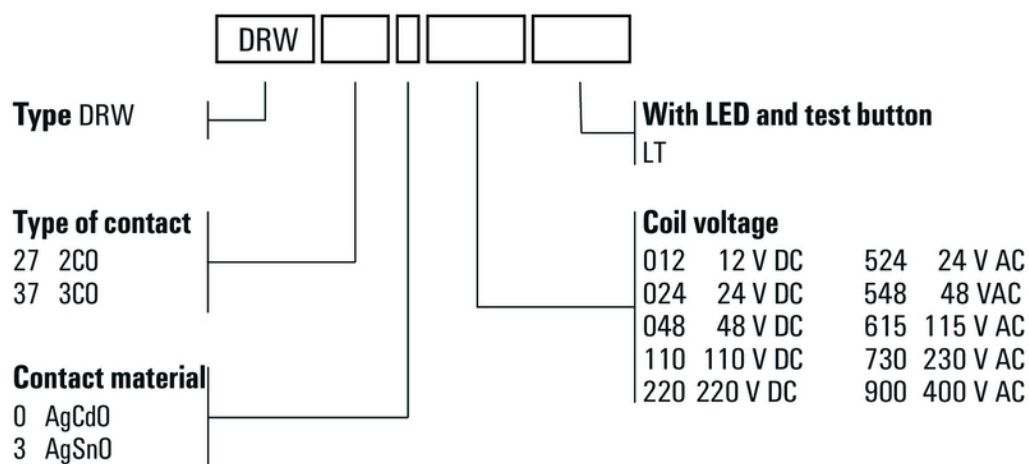 DRW
Type DRW
With LED and test button
LT
Type of contact
27 2CO
37 3CO
Coil voltage
012 12 V DC 524 24 V AC
024 24 V DC 548 48 VAC
048 48 V DC 615 115 V AC
110 110 V DC 730 230 V AC
220 220 V DC 900 400 V AC
Contact material
0 AgCdO
3 AgSnO